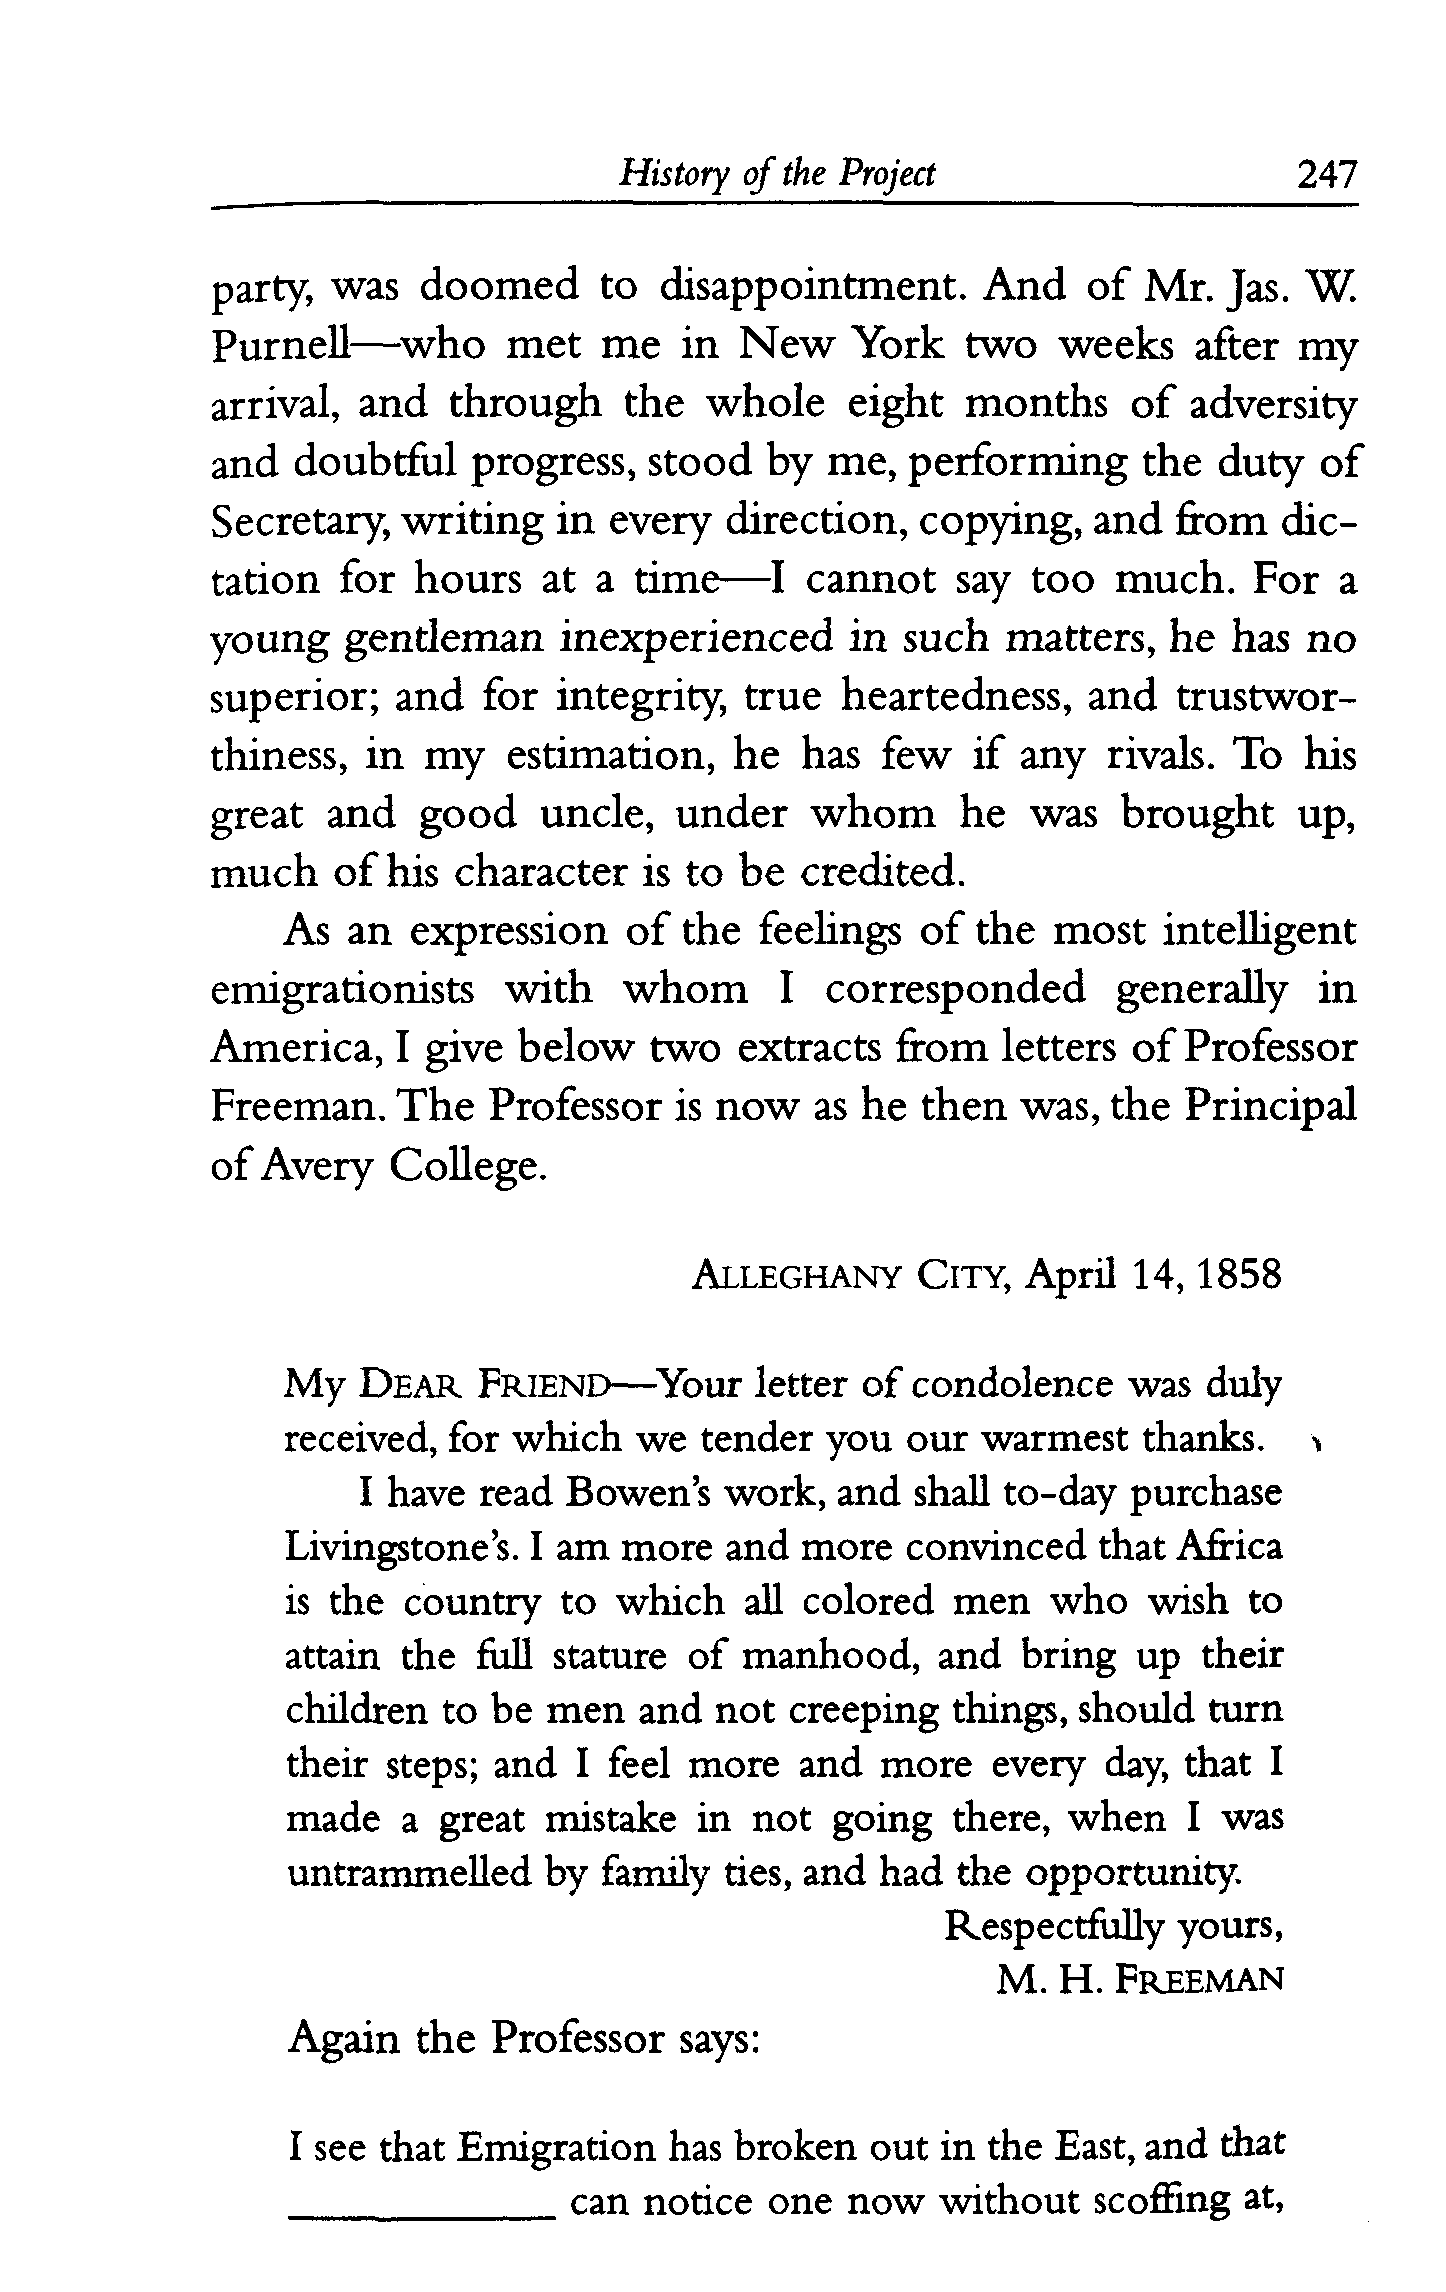 History of the Project 247
party, was doomed to disappointment. And of Mr. Jas. W.
Purnell—who met me in New York two weeks after my
arrival, and through the whole eight months of adversity
and doubtful progress, stood by me, performing the duty of
Secretary, writing in every direction, copying, and from dic-
tation for hours at a time—I cannot say too much. For a
young gentleman inexperienced in such matters, he has no
superior; and for integrity, true heartedness, and trustwor-
thiness, in my estimation, he has few if any rivals. To his
great and good uncle, under whom he was brought up,
much of his character is to be credited.
As an expression of the feelings of the most intelligent
emigrationists with whom I corresponded generally in
America, I give below two extracts from letters of Professor
Freeman. The Professor is now as he then was, the Principal
of Avery College.
ALLEGHANY CITY, April 14, 1858
My DEAR FRIEND—Your letter of condolence was duly
received, for which we tender you our warmest thanks.
I have read Bowen's work, and shall to-day purchase
Livingstone's. I am more and more convinced that Africa
is the country to which all colored men who wish to
attain the full stature of manhood, and bring up their
children to be men and not creeping things, should turn
their steps; and I feel more and more every day, that I
made a great mistake in not going there, when I was
untrammelled by family ties, and had the opportunity.
Respectfully yours,
M. H. FREEMAN
Again the Professor says:
I see that Emigration has broken out in the East, and that
____________ can notice one now without scoffing at,